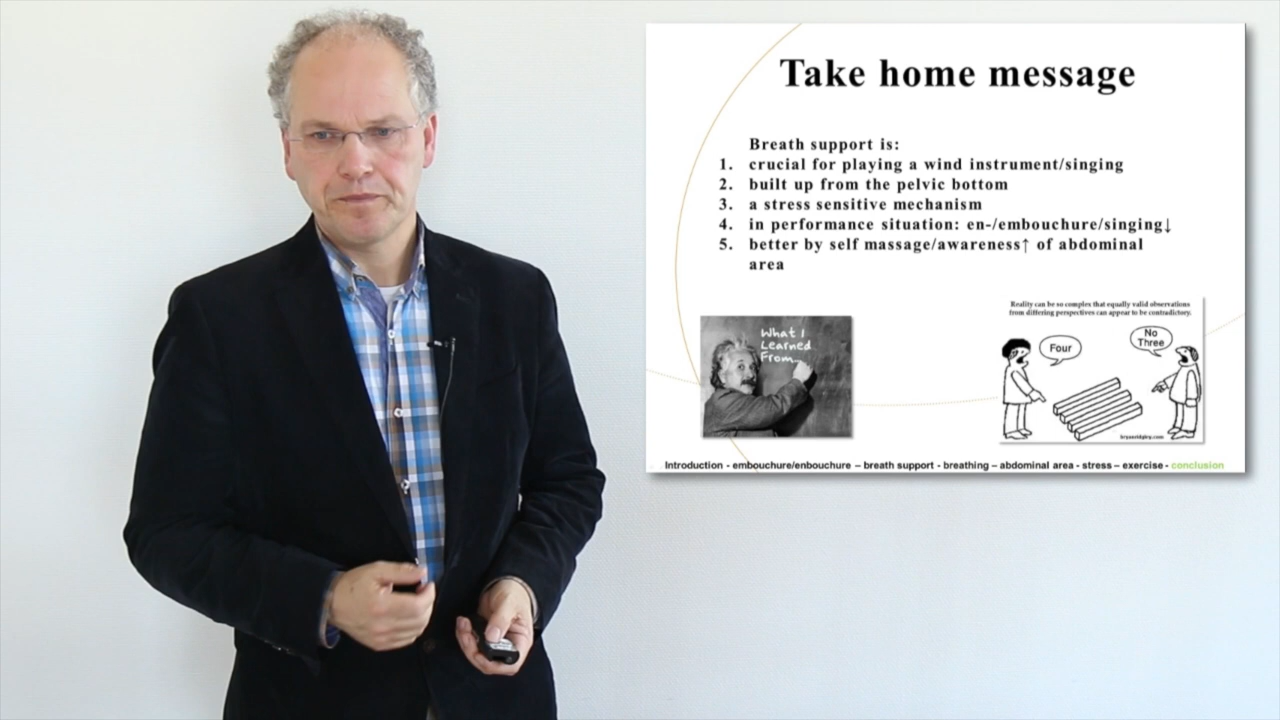 Take home message
Breath support is:
1. crucial for playing a wind instrument/singing
2. built up from the pelvic bottom
3. a stress sensitive mechanism
4. in performance situation: en-/embouchure/singing↓
5. better by self massage/awareness↑ of abdominal
area
What I
Learned
From
Reality can be so complex that equally valid observations
from differing perspectives can appear to be contradictory.
Four
No
Three
Introduction - embouchure/enbouchure – breath support - breathing – abdominal area - stress – exercise - conclusion